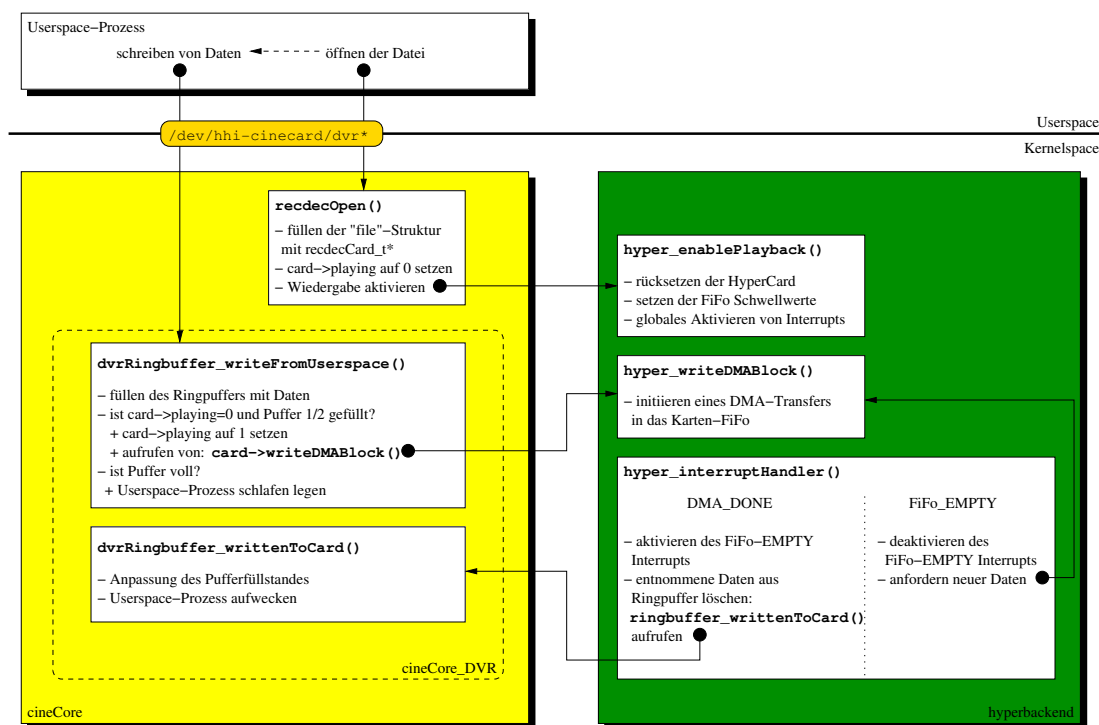 Userspace−Prozess
schreiben von Daten
öffnen der Datei
/dev/hhi−cinecard/dvr*
Userspace
Kernelspace
recdecOpen()
− füllen der "file"−Struktur
mit recdecCard_t*
− card−>playing auf 0 setzen
− Wiedergabe aktivieren
hyper_enablePlayback()
− rücksetzen der HyperCard
− setzen der FiFo Schwellwerte
− globales Aktivieren von Interrupts
dvrRingbuffer_writeFromUserspace()
− füllen des Ringpuffers mit Daten
− ist card−>playing=0 und Puffer 1/2 gefüllt?
+ card−>playing auf 1 setzen
+ aufrufen von: card−>writeDMABlock()
− ist Puffer voll?
+ Userspace−Prozess schlafen legen
hyper_writeDMABlock()
− initiieren eines DMA−Transfers
in das Karten−FiFo
hyper_interruptHandler()
DMA_DONE
− aktivieren des FiFo−EMPTY
Interrupts
− entnommene Daten aus
Ringpuffer löschen:
ringbuffer_writtenToCard()
aufrufen
FiFo_EMPTY
− deaktivieren des
FiFo−EMPTY Interrupts
− anfordern neuer Daten
dvrRingbuffer_writtenToCard()
− Anpassung des Pufferfüllstandes
− Userspace−Prozess aufwecken
cineCore_DVR
cineCore
hyperbackend